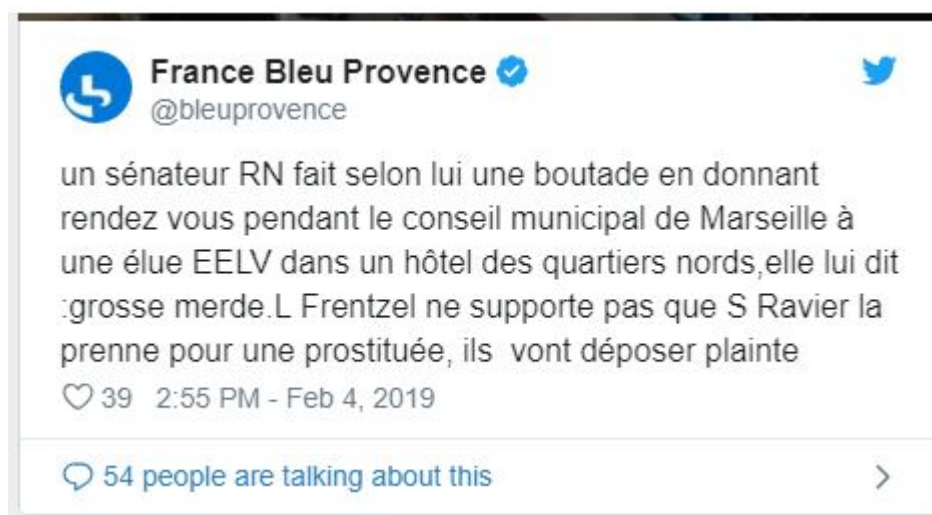 France Bleu Provence
@bleuprovence
un sénateur RN fait selon lui une boutade en donnant
rendez vous pendant le conseil municipal de Marseille à
une élue EELV dans un hôtel des quartiers nords,elle lui dit
:grosse merde.L Frentzel ne supporte pas que S Ravier la
prenne pour une prostituée, ils  vont déposer plainte
39 2:55 PM - Feb 4, 2019
54 people are talking about this